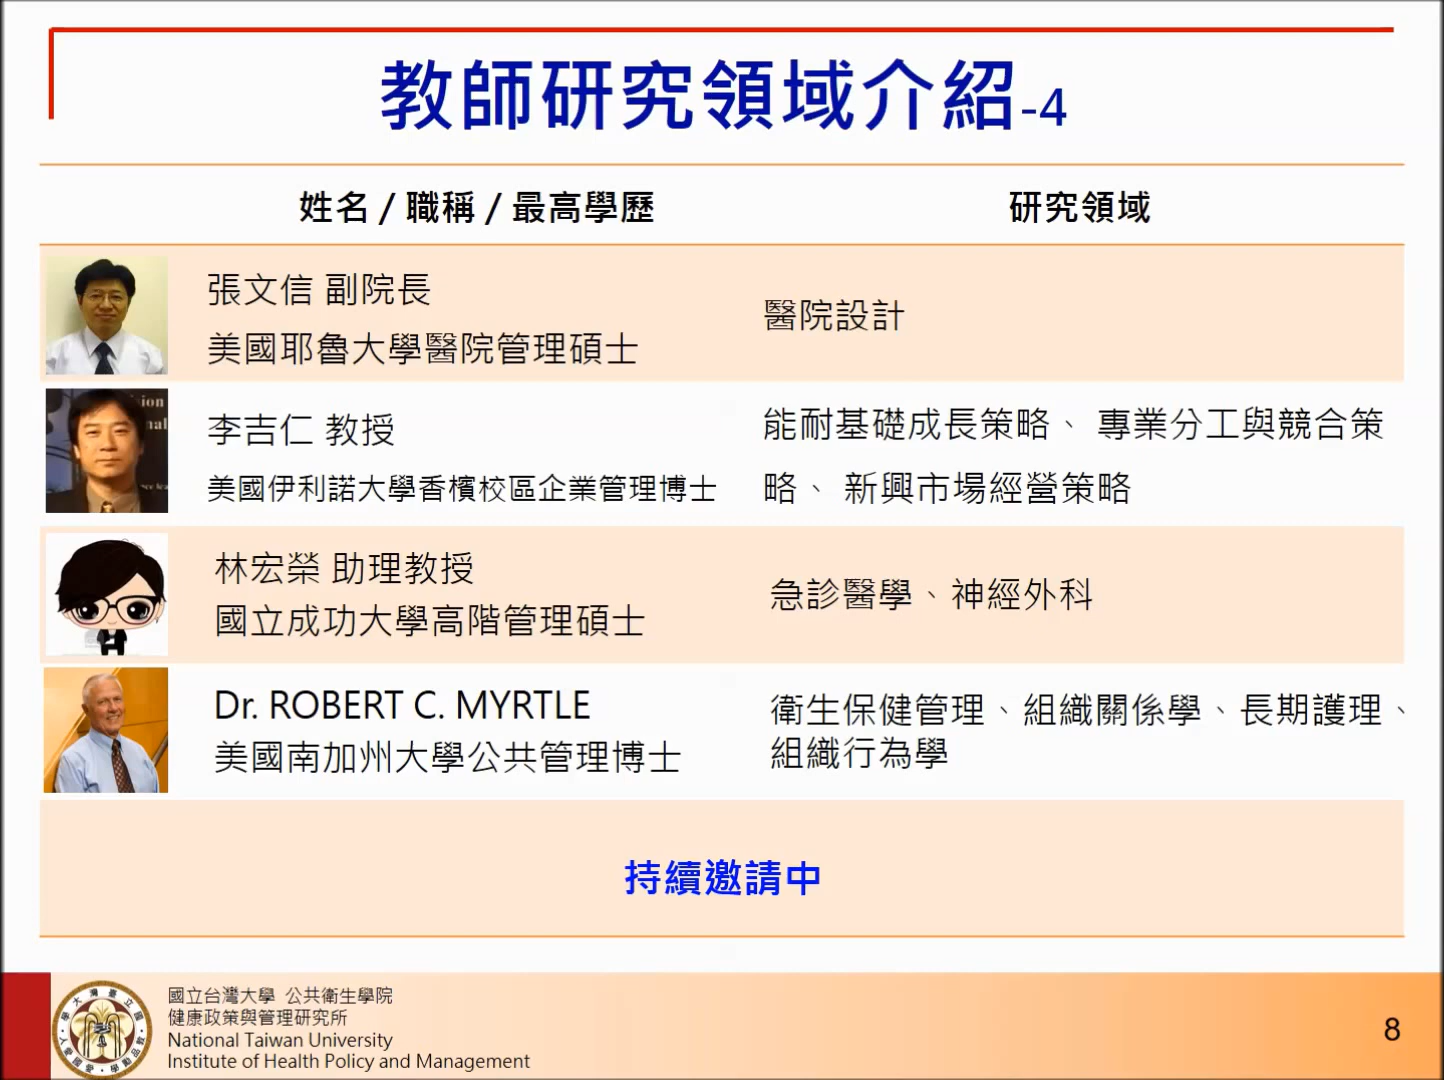 教師研究領域介紹-4
姓名 / 職稱 / 最高學歷
研究領域
張文信 副院長
美國耶魯大學醫院管理碩士
醫院設計
李吉仁 教授
美國伊利諾大學香檳校區企業管理博士
能耐基礎成長策略、 專業分工與競合策
略、 新興市場經營策略
林宏榮 助理教授
國立成功大學高階管理碩士
急診醫學、神經外科
Dr. ROBERT C. MYRTLE
美國南加州大學公共管理博士
衛生保健管理、組織關係學、長期護理、
組織行為學
持續邀請中
國立台灣大學 公共衛生學院
健康政策與管理研究所
National Taiwan University
Institute of Health Policy and Management
8